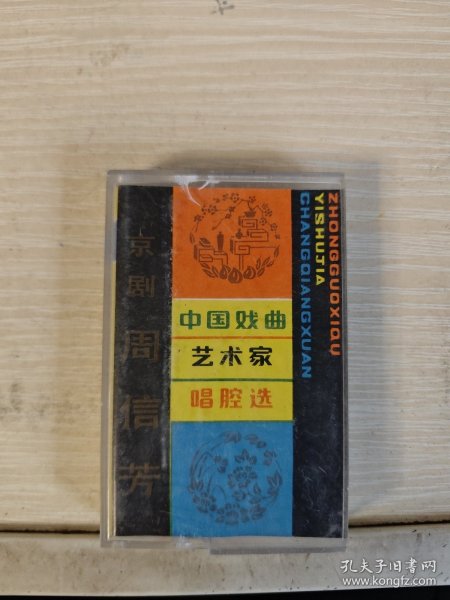 京剧 周信芳
中国戏曲
艺术家
唱腔选
ZHONGGUOXIQU
YISHUJIA
CHANGQIANGXUAN
孔夫子旧书网
www.kongfz.com